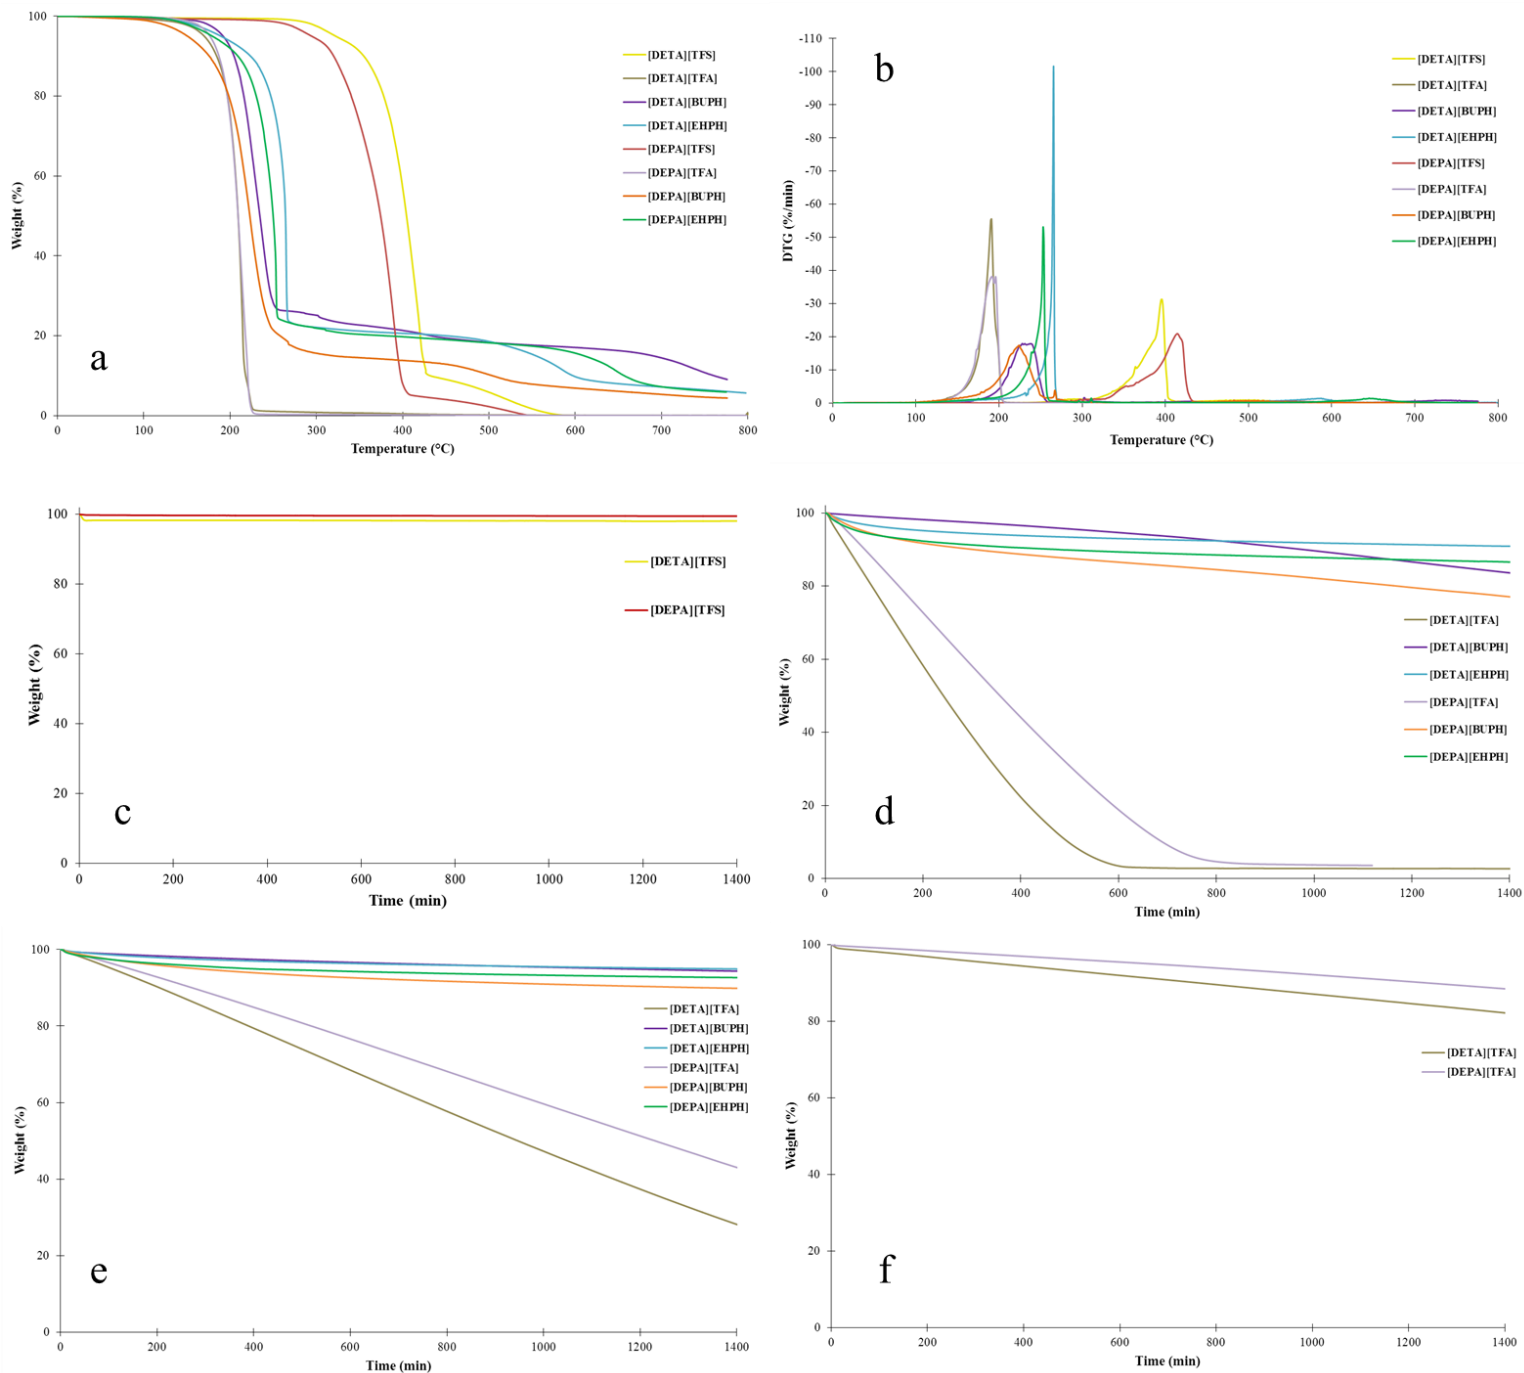 100
80
60
40
20
0
Weight (%)
0 100 200 300 400 500 600 700 800
Temperature (°C)
[DETA][TFS]
[DETA][TFA]
[DETA][BUPH]
[DETA][EHPH]
[DEPA][TFS]
[DEPA][TFA]
[DEPA][BUPH]
[DEPA][EHPH]
a
-110
-100
-90
-80
-70
-60
-50
-40
-30
-20
-10
0
DTG (%/min)
0 100 200 300 400 500 600 700 800
Temperature (°C)
b
[DETA][TFS]
[DETA][TFA]
[DETA][BUPH]
[DETA][EHPH]
[DEPA][TFS]
[DEPA][TFA]
[DEPA][BUPH]
[DEPA][EHPH]
100
80
60
40
20
0
Weight (%)
0 200 400 600 800 1000 1200 1400
Time (min)
[DETA][TFS]
[DEPA][TFS]
c
100
80
60
40
20
0
Weight (%)
0 200 400 600 800 1000 1200 1400
Time (min)
[DETA][TFA]
[DETA][BUPH]
[DETA][EHPH]
[DEPA][TFA]
[DEPA][BUPH]
[DEPA][EHPH]
d
100
80
60
40
20
0
Weight (%)
0 200 400 600 800 1000 1200 1400
Time (min)
[DETA][TFA]
[DETA][BUPH]
[DETA][EHPH]
[DEPA][TFA]
[DEPA][BUPH]
[DEPA][EHPH]
e
100
80
60
40
20
0
Weight (%)
0 200 400 600 800 1000 1200 1400
Time (min)
[DETA][TFA]
[DEPA][TFA]
f